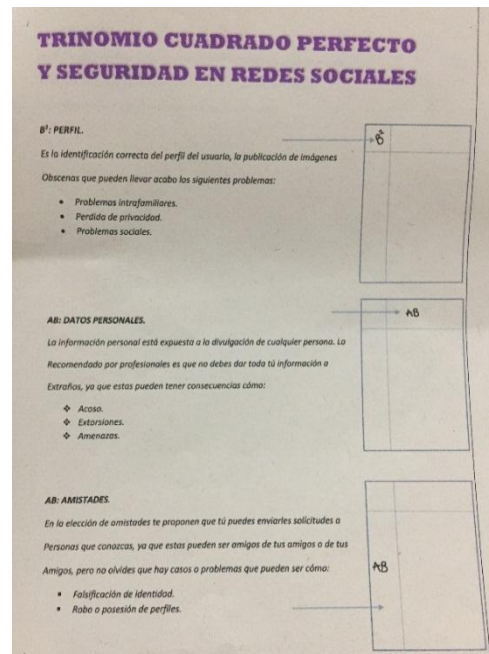 TRINOMIO CUADRADO PERFECTO
Y SEGURIDAD EN REDES SOCIALES
B²: PERFIL.
B²
Es la identificación correcta del perfil del usuario, la publicación de imágenes
Obscenas que pueden llevar acabo los siguientes problemas:
• Problemas intrafamiliares.
• Perdida de privacidad.
• Problemas sociales.
AB: DATOS PERSONALES.
AB
La información personal está expuesta a la divulgación de cualquier persona. Lo
Recomendado por profesionales es que no debes dar toda tú información a
Extraños, ya que estas pueden tener consecuencias cómo:
❖ Acoso.
❖ Extorsiones.
❖ Amenazas.
AB: AMISTADES.
En la elección de amistades te proponen que tú puedes enviarles solicitudes a
Personas que conozcas, ya que estas pueden ser amigos de tus amigos o de tus
Amigos, pero no olvides que hay casos o problemas que pueden ser cómo:
AB
▪ Falsificación de identidad.
▪ Robo o posesión de perfiles.